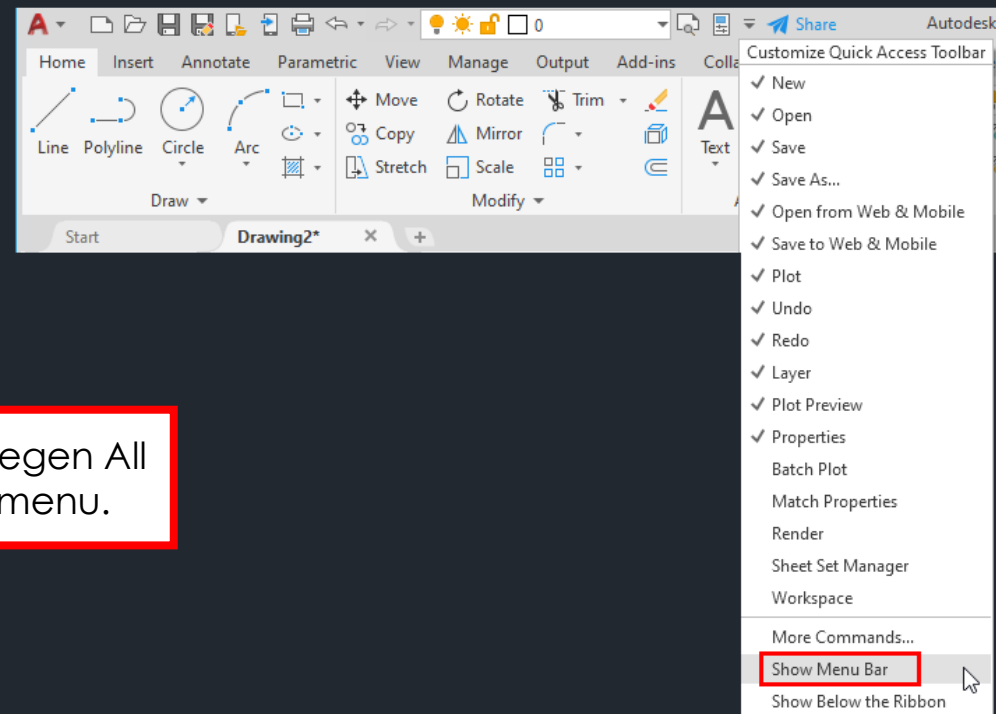 0 Share Autodesk
Home Insert Annotate Parametric View Manage Output Add-ins
Customize Quick Access Toolbar
Move Rotate Trim
Copy Mirror
Stretch Scale
Line Polyline Circle Arc Text
Draw Modify
Start Drawing2*
New
Open
Save
Save As...
Open from Web & Mobile
Save to Web & Mobile
Plot
Undo
Redo
Layer
Plot Preview
Properties
Batch Plot
Match Properties
Render
Sheet Set Manager
Workspace
More Commands...
Show Menu Bar
Show Below the Ribbon
egen All
menu.